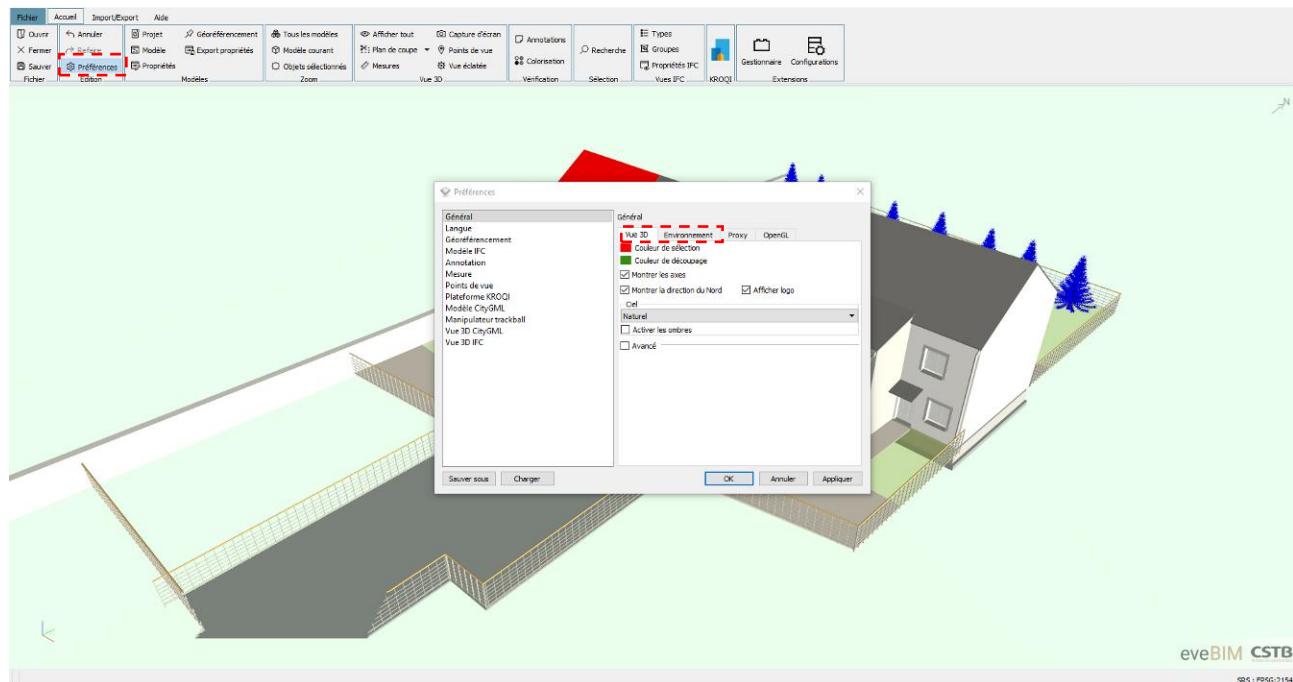 Fichier Accueil Import/Export Aide
Ouvrir Annuler Projet Géoréférencement Tous les modèles Afficher tout Capture d'écran Annotations Recherche Types Gestionnaire Configurations
Fermer Refaire Modèle Export propriétés Modèle courant Plan de coupe Points de vue Colorisation Groupes
Sauver Préférences Propriétés Objets sélectionnés Mesures Vue éclatée Propriétés IFC
Fichier Edition Modèles Zoom Vue 3D Vérification Sélection Vues IFC KROQI Extensions
N
Préférences
Général
Langue
Géoréférencement
Modèle IFC
Annotation
Mesure
Points de vue
Plateforme KROQI
Modèle CityGML
Manipulateur trackball
Vue 3D CityGML
Vue 3D IFC
Général
Vue 3D Environnement Proxy OpenGL
Couleur de sélection
Couleur de découpage
Montrer les axes
Montrer la direction du Nord Afficher logo
Ciel
Naturel
Activer les ombres
Avancé
Sauver sous Charger OK Annuler Appliquer
eveBIM CSTB
SRS : EPSG:2154